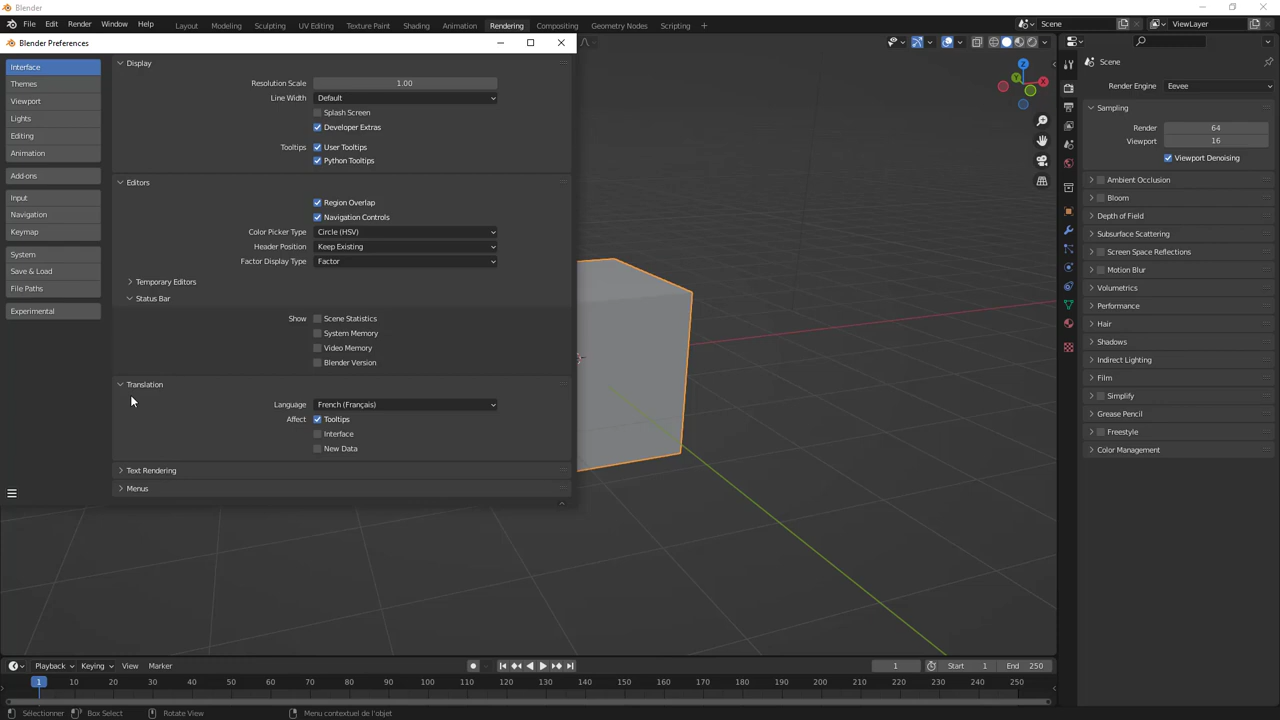 Blender
File Edit Render Window Help Layout Modeling Sculpting UV Editing Texture Paint Shading Animation Rendering Compositing Geometry Nodes Scripting + Scene ViewLayer
Blender Preferences
Interface
Themes
Viewport
Lights
Editing
Animation
Add-ons
Input
Navigation
Keymap
System
Save & Load
File Paths
Experimental
Display
Resolution Scale 1.00
Line Width Default
Splash Screen
Developer Extras
Tooltips User Tooltips
Python Tooltips
Editors
Region Overlap
Navigation Controls
Color Picker Type Circle (HSV)
Header Position Keep Existing
Factor Display Type Factor
Temporary Editors
Status Bar
Show Scene Statistics
System Memory
Video Memory
Blender Version
Translation
Language French (Français)
Affect Tooltips
Interface
New Data
Text Rendering
Menus
Z
Y
X
Scene
Render Engine Eevee
Sampling
Render 64
Viewport 16
Viewport Denoising
Ambient Occlusion
Bloom
Depth of Field
Subsurface Scattering
Screen Space Reflections
Motion Blur
Volumetrics
Performance
Hair
Shadows
Indirect Lighting
Film
Simplify
Grease Pencil
Freestyle
Color Management
Playback Keying View Marker 1 Start 1 End 250
1 10 20 30 40 50 60 70 80 90 100 110 120 130 140 150 160 170 180 190 200 210 220 230 240 250
Sélectionner Box Select Rotate View Menu contextuel de l'objet